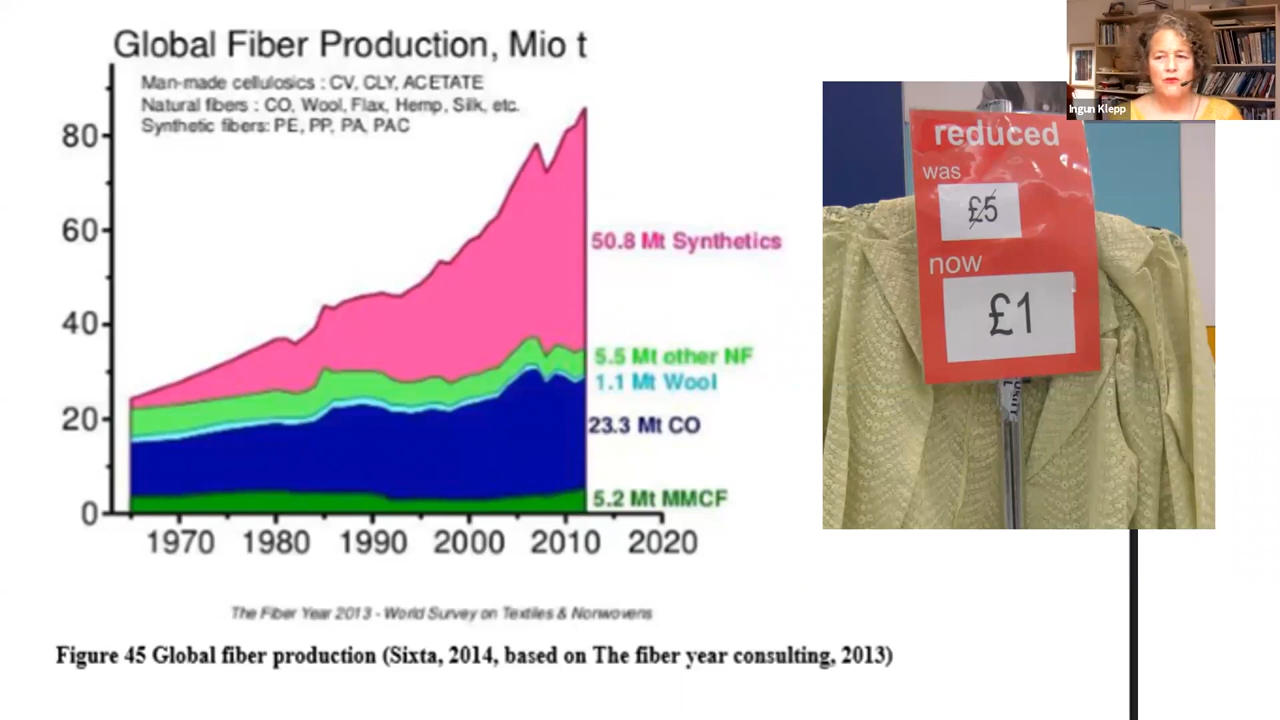 Global Fiber Production, Mio t
Man-made cellulosics : CV, CLY, ACETATE
Natural fibers : CO, Wool, Flax, Hemp, Silk, etc.
Synthetic fibers: PE, PP, PA, PAC
80
60
40
20
0
50.8 Mt Synthetics
5.5 Mt other NF
1.1 Mt Wool
23.3 Mt CO
5.2 Mt MMCF
1970 1980 1990 2000 2010 2020
The Fiber Year 2013 - World Survey on Textiles & Nonwovens
Figure 45 Global fiber production (Sixta, 2014, based on The fiber year consulting, 2013)
reduced
was
£5
now
£1
Ingun Klepp